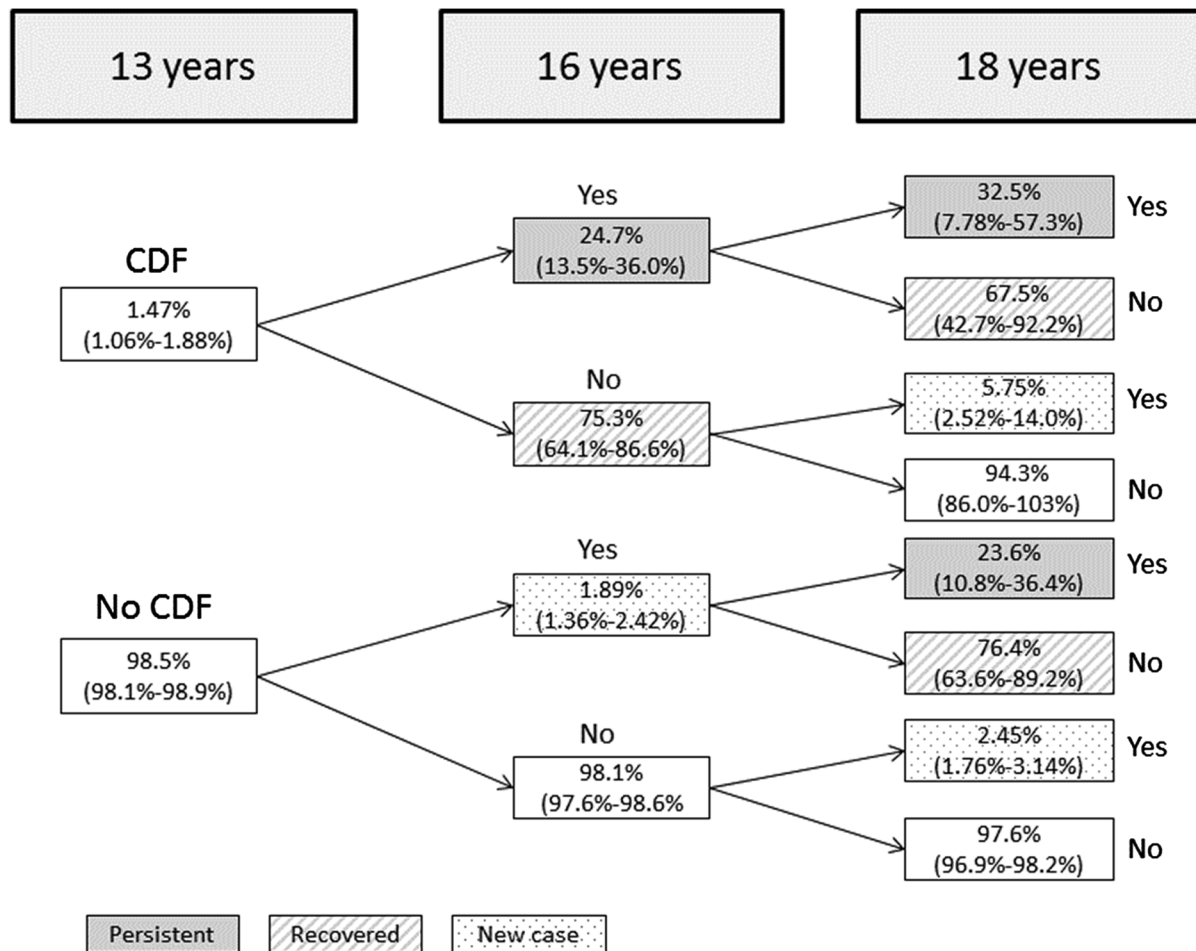 13 years
16 years
18 years
CDF
1.47%
(1.06%-1.88%)
Yes
24.7%
(13.5%-36.0%)
32.5%
(7.78%-57.3%)
Yes
67.5%
(42.7%-92.2%)
No
No
75.3%
(64.1%-86.6%)
5.75%
(2.52%-14.0%)
Yes
94.3%
(86.0%-103%)
No
No CDF
98.5%
(98.1%-98.9%)
Yes
1.89%
(1.36%-2.42%)
23.6%
(10.8%-36.4%)
Yes
76.4%
(63.6%-89.2%)
No
No
98.1%
(97.6%-98.6%
2.45%
(1.76%-3.14%)
Yes
97.6%
(96.9%-98.2%)
No
Persistent
Recovered
New case